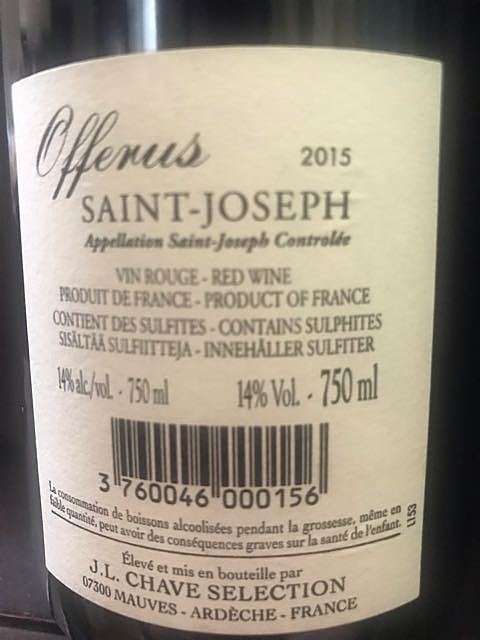 Offerus 2015
SAINT-JOSEPH
Appellation Saint-Joseph Controlée
VIN ROUGE - RED WINE
PRODUIT DE FRANCE - PRODUCT OF FRANCE
CONTIENT DES SULFITES - CONTAINS SULPHITES
SISÄLTÄÄ SULFIITTEJA - INNEHÅLLER SULFITER
14% alc./vol. - 750 ml 14% Vol. - 750 ml
3 760046 000156
La consommation de boissons alcoolisées pendant la grossesse, même en
faible quantité, peut avoir des conséquences graves sur la santé de l'enfant.
L1S3
Élevé et mis en bouteille par
J.L. CHAVE SELECTION
07300 MAUVES - ARDÈCHE - FRANCE